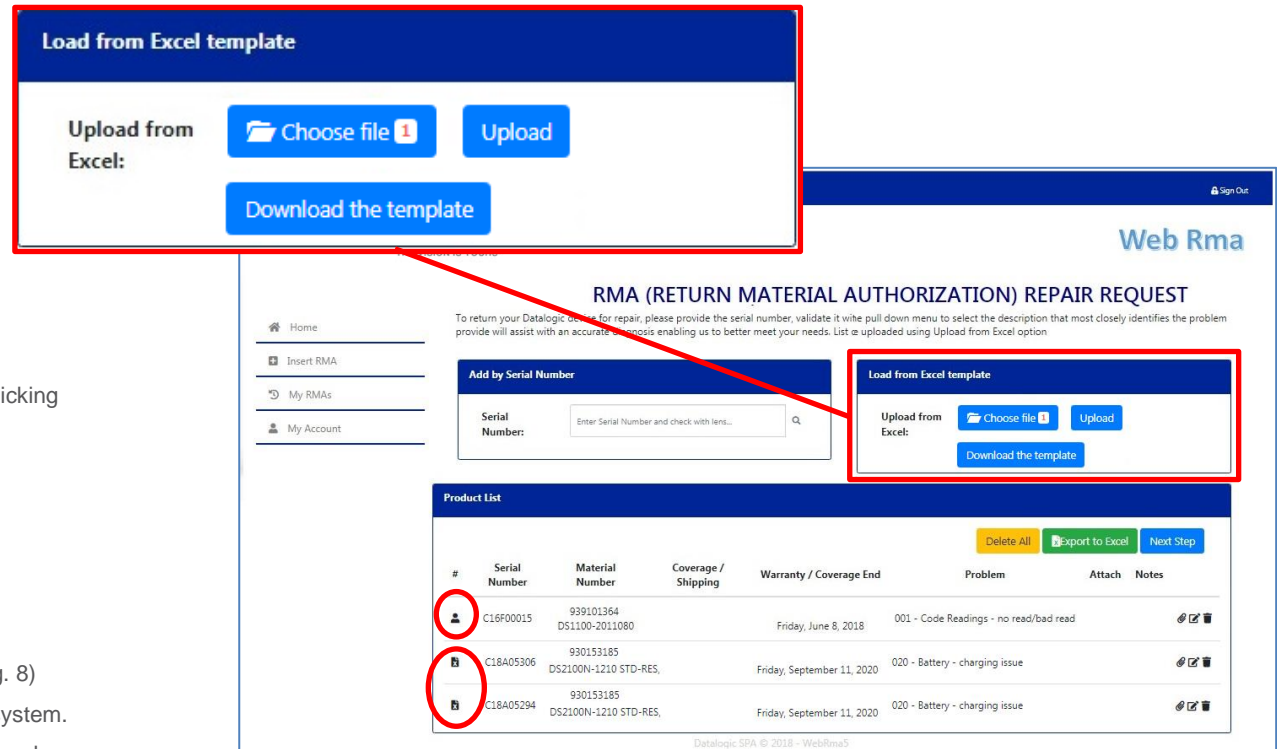 Load from Excel template
Upload from
Excel:
Choose file 1
Upload
Download the template
Sign Out
Web Rma
RMA (RETURN MATERIAL AUTHORIZATION) REPAIR REQUEST
To return your Datalogic device for repair, please provide the serial number, validate it wihe pull down menu to select the description that most closely identifies the problem
provide will assist with an accurate diagnosis enabling us to better meet your needs. List œ uploaded using Upload from Excel option
Home
Insert RMA
My RMAs
My Account
Add by Serial Number
Serial
Number:
Enter Serial Number and check with lens...
Load from Excel template
Upload from
Excel:
Choose file 1
Upload
Download the template
icking
g. 8)
ystem.
Product List
Delete All Export to Excel Next Step
# Serial Number Material Number Coverage / Shipping Warranty / Coverage End Problem Attach Notes
C16F00015 939101364 DS1100-2011080 Friday, June 8, 2018 001 - Code Readings - no read/bad read
C18A05306 930153185 DS2100N-1210 STD-RES, Friday, September 11, 2020 020 - Battery - charging issue
C18A05294 930153185 DS2100N-1210 STD-RES, Friday, September 11, 2020 020 - Battery - charging issue
Datalogic SPA © 2018 - WebRma5